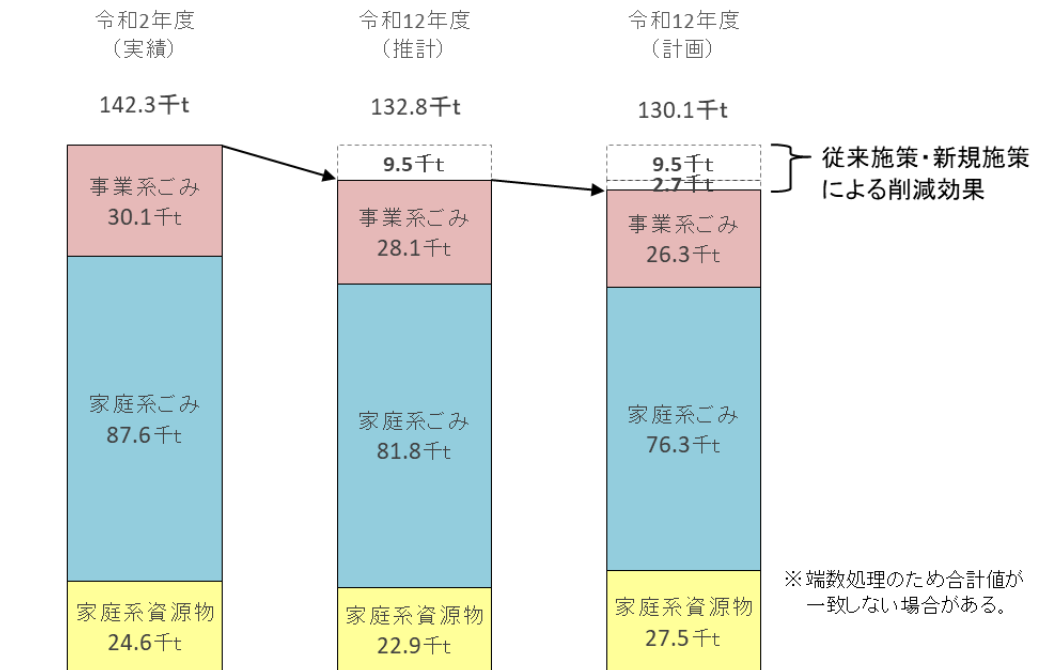 令和2年度
（実績）
142.3千t
事業系ごみ
30.1千t
家庭系ごみ
87.6千t
家庭系資源物
24.6千t
令和12年度
（推計）
132.8千t
9.5千t
事業系ごみ
28.1千t
家庭系ごみ
81.8千t
家庭系資源物
22.9千t
令和12年度
（計画）
130.1千t
9.5千t
2.7千t
事業系ごみ
26.3千t
家庭系ごみ
76.3千t
家庭系資源物
27.5千t
従来施策・新規施策
による削減効果
※端数処理のため合計値が
一致しない場合がある。